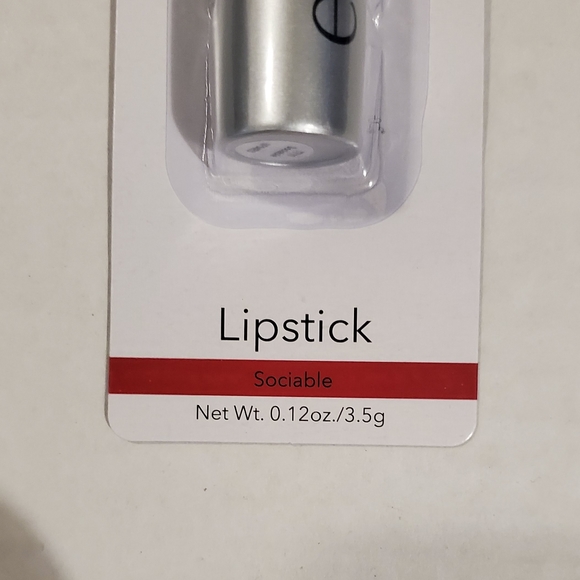 e
Lipstick
Sociable
Net Wt. 0.12oz./3.5g